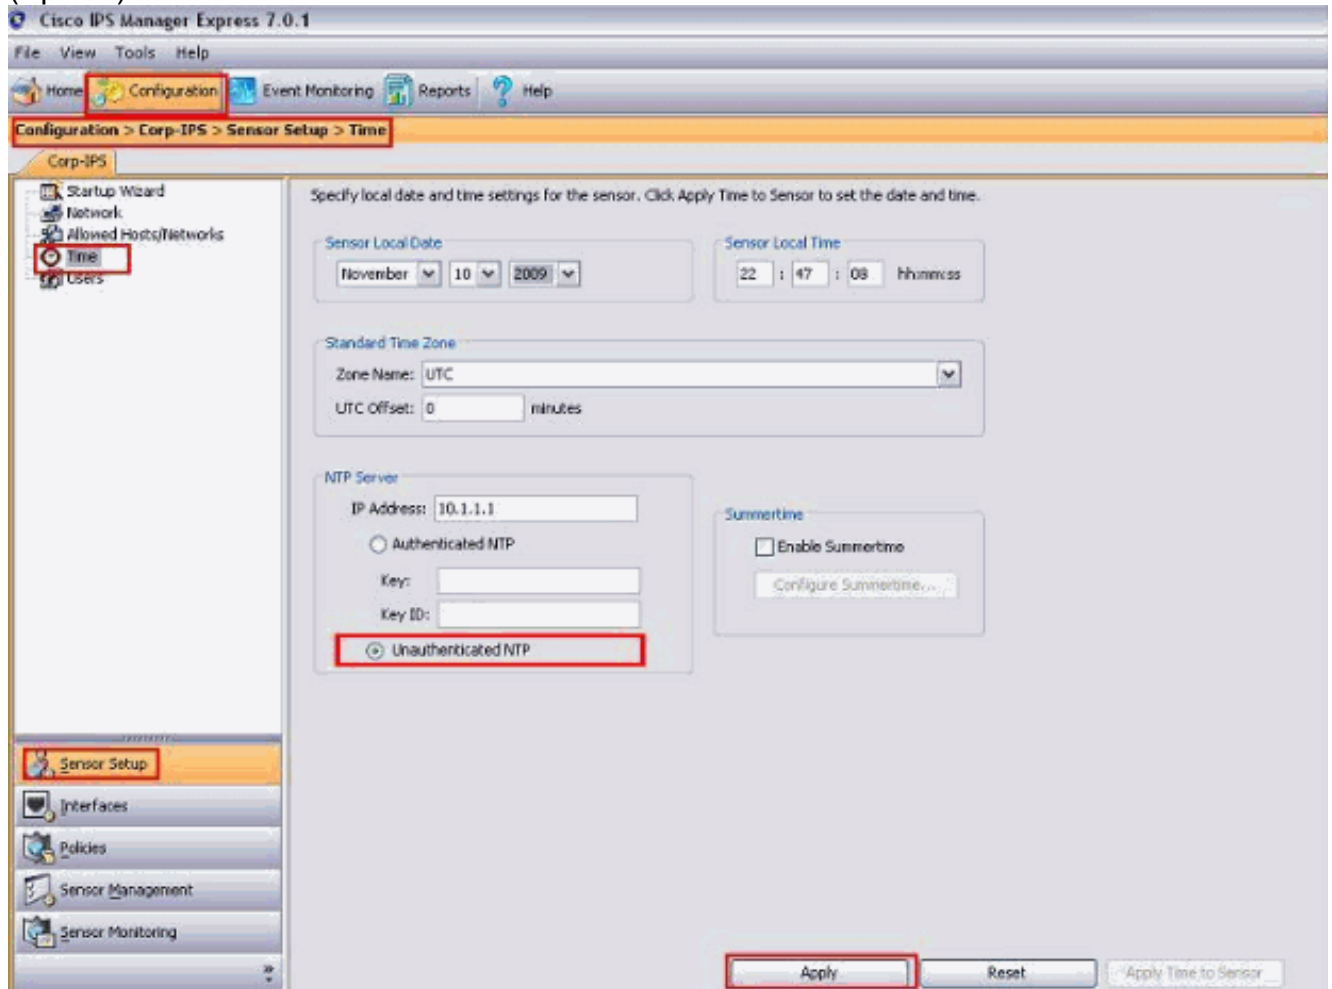 Cisco IPS Manager Express 7.0.1
File View Tools Help
Home Configuration Event Monitoring Reports Help
Configuration > Corp-IPS > Sensor Setup > Time
Corp-IPS
Startup Wizard
Network
Allowed Hosts/Networks
Time
Users
Specify local date and time settings for the sensor. Click Apply Time to Sensor to set the date and time.
Sensor Local Date
November 10 2009
Sensor Local Time
22 : 47 : 08 hh:mm:ss
Standard Time Zone
Zone Name: UTC
UTC Offset: 0 minutes
NTP Server
IP Address: 10.1.1.1
Authenticated NTP
Key:
Key ID:
Unauthenticated NTP
Summertime
Enable Summertime
Configure Summertime...
Sensor Setup
Interfaces
Policies
Sensor Management
Sensor Monitoring
Apply Reset Apply Time to Sensor